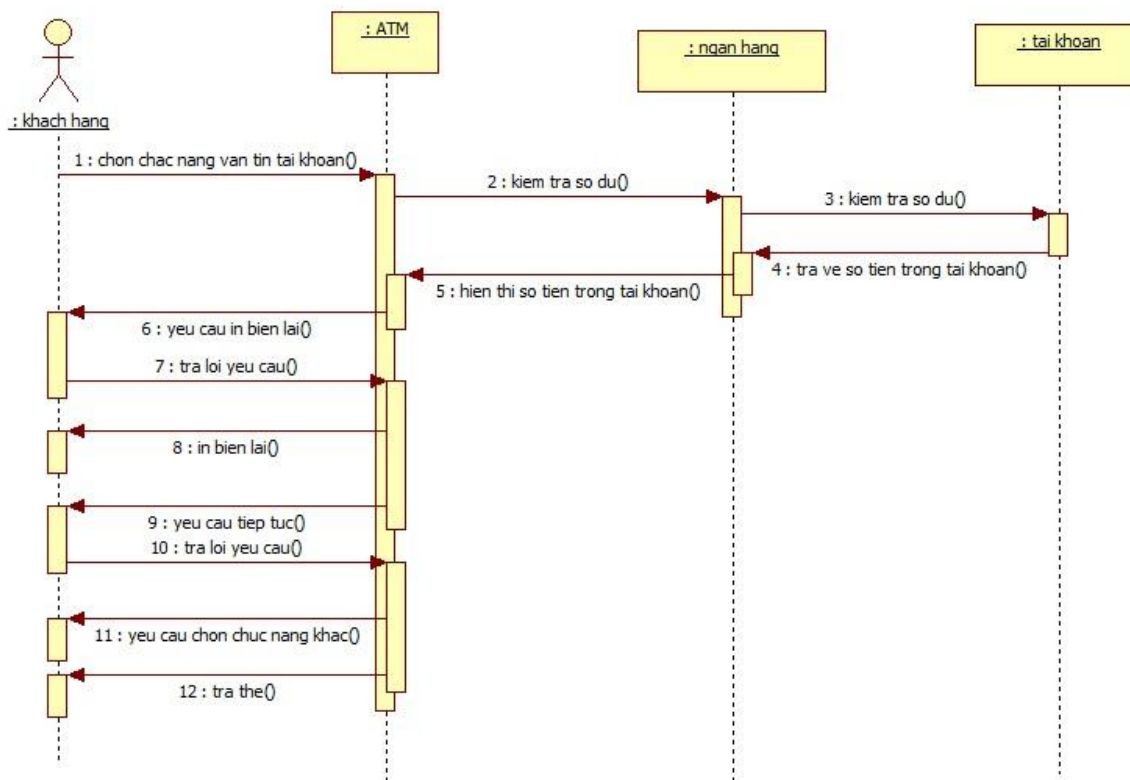 : ATM
: ngan hang
: tai khoan
: khach hang
1 : chon chac nang van tin tai khoan()
2 : kiem tra so du()
3 : kiem tra so du()
4 : tra ve so tien trong tai khoan()
5 : hien thi so tien trong tai khoan()
6 : yeu cau in bien lai()
7 : tra loi yeu cau()
8 : in bien lai()
9 : yeu cau tiep tuc()
10 : tra loi yeu cau()
11 : yeu cau chon chuc nang khac()
12 : tra the()